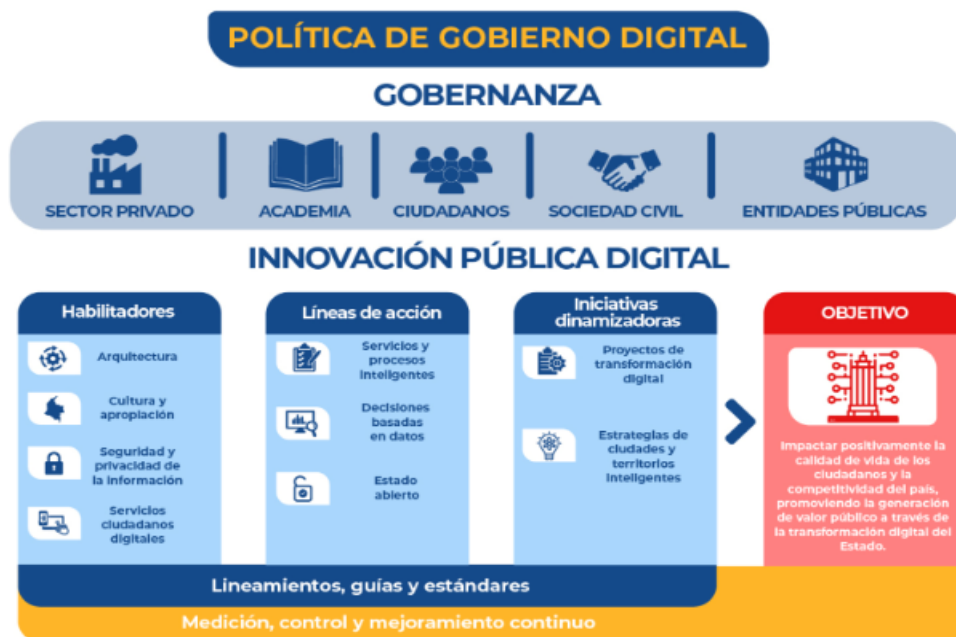 POLÍTICA DE GOBIERNO DIGITAL
GOBERNANZA
SECTOR PRIVADO
ACADEMIA
CIUDADANOS
SOCIEDAD CIVIL
ENTIDADES PÚBLICAS
INNOVACIÓN PÚBLICA DIGITAL
Habilitadores
Arquitectura
Cultura y
apropiación
Seguridad y
privacidad de
la información
Servicios
ciudadanos
digitales
Líneas de acción
Servicios y
procesos
inteligentes
Decisiones
basadas
en datos
Estado
abierto
Iniciativas
dinamizadoras
Proyectos de
transformación
digital
Estrategias de
ciudades y
territorios
inteligentes
OBJETIVO
Impactar positivamente la
calidad de vida de los
ciudadanos y la
competitividad del país,
promoviendo la generación
de valor público a través de
la transformación digital del
Estado.
Lineamientos, guías y estándares
Medición, control y mejoramiento continuo